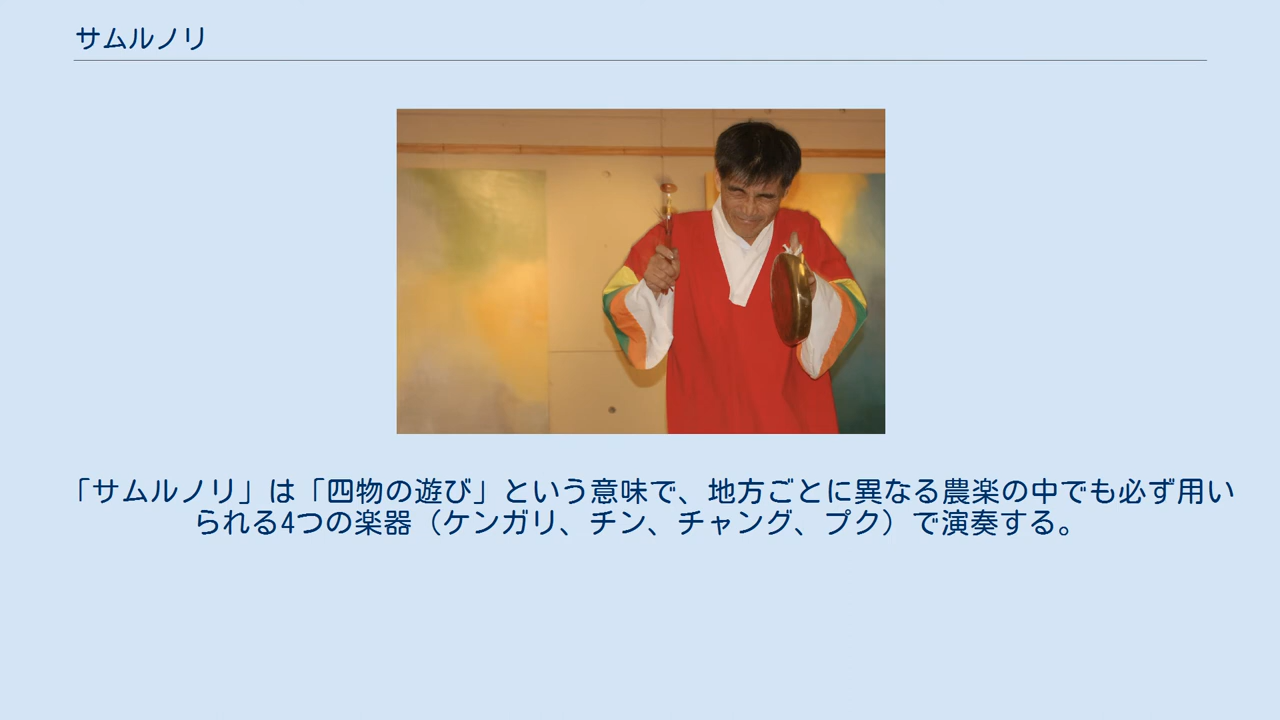 サムルノリ
「サムルノリ」は「四物の遊び」という意味で、地方ごとに異なる農楽の中でも必ず用い
られる4つの楽器（ケンガリ、チン、チャング、プク）で演奏する。